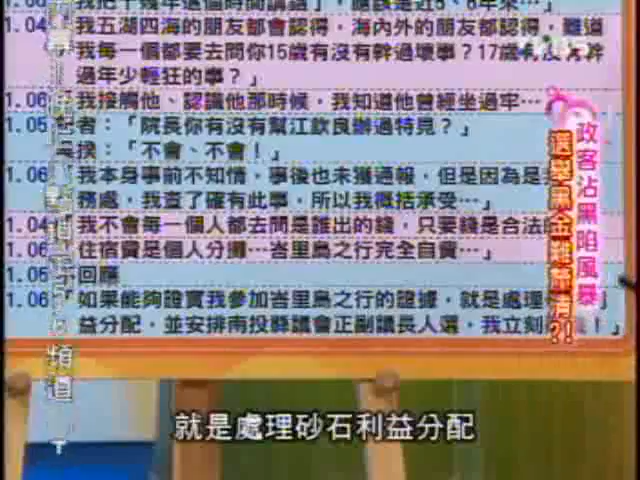 我五湖四海的朋友都會認得，海內外的朋友都認得，難道
我每一個都要去問你15歲有沒有幹過壞事？17歲有沒有幹
過年少輕狂的事？」
1.06
我接觸他、認識他那時候，我知道他曾經坐過牢…
1.05
者：「院長你有沒有幫江欽良辦過特見？」
揆：「不會、不會！」
1.06
我本身事前不知情，事後也未獲通報，但是因為是
務處，我查了確有此事，所以我概括承受…」
1.04
我不會每一個人都去問是誰出的錢，只要錢是合法
1.06
住宿費是個人分攤…峇里島之行完全自費…」
1.05
回應
1.06
如果能夠證實我參加峇里島之行的證據，就是處理
益分配，並安排南投縣議會正副議長人選，我立刻
政客沾黑陷風暴
選舉黑金難釐清?!
就是處理砂石利益分配